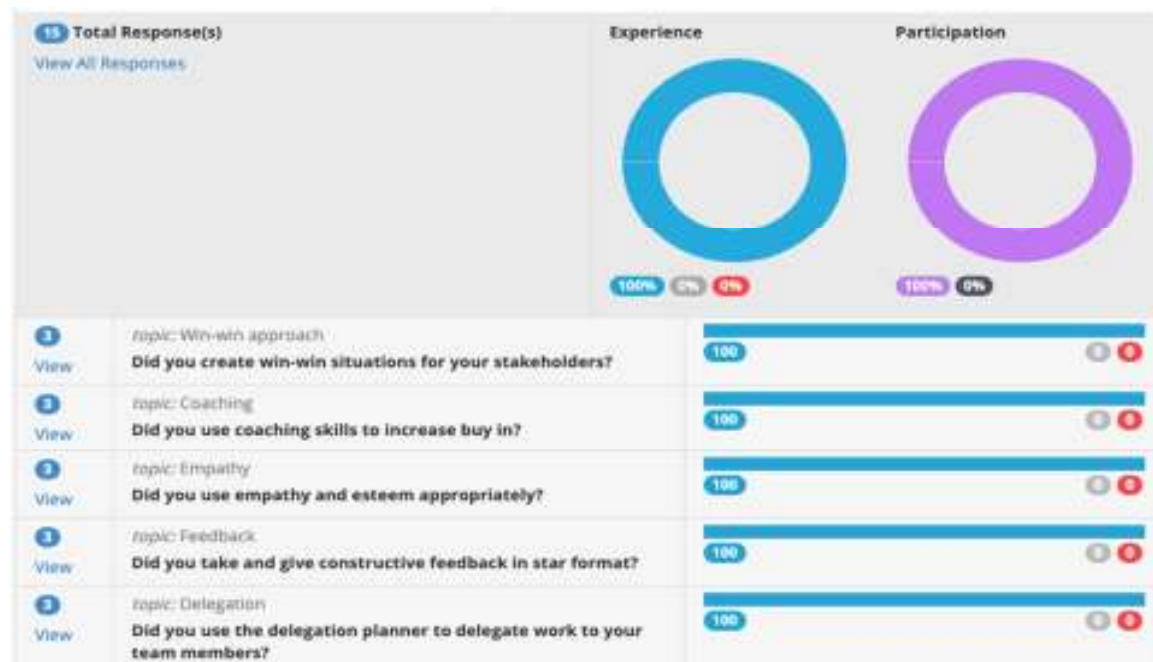 15 Total Response(s)
View All Responses
Experience
100% 0% 0%
Participation
100% 0%
3
View
topic: Win-win approach
Did you create win-win situations for your stakeholders?
100 0 0
3
View
topic: Coaching
Did you use coaching skills to increase buy in?
100 0 0
3
View
topic: Empathy
Did you use empathy and esteem appropriately?
100 0 0
3
View
topic: Feedback
Did you take and give constructive feedback in star format?
100 0 0
3
View
topic: Delegation
Did you use the delegation planner to delegate work to your
team members?
100 0 0